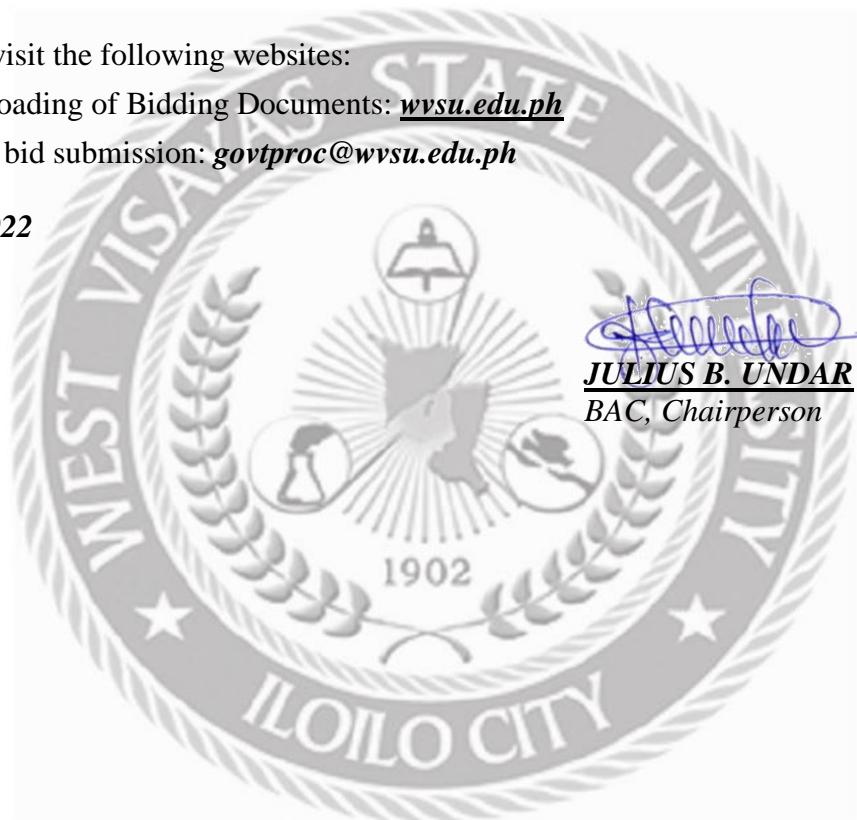 visit the following websites:
oading of Bidding Documents: wvsu.edu.ph
bid submission: govtproc@wvsu.edu.ph
022
JULIUS B. UNDAR
BAC, Chairperson
WEST VISAYAS STATE UNIVERSITY
1902
ILOILO CITY